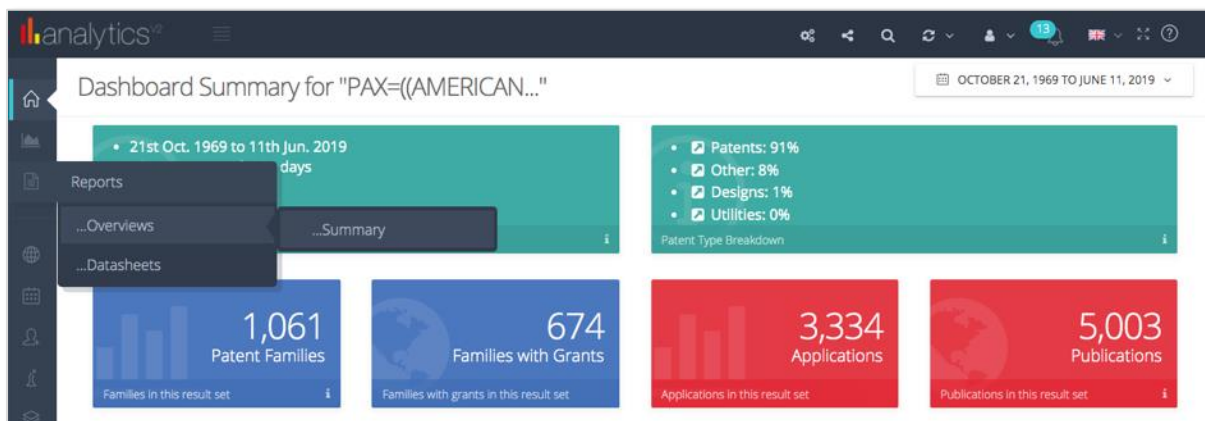 analytics v2
13
Dashboard Summary for "PAX=((AMERICAN..."
OCTOBER 21, 1969 TO JUNE 11, 2019
• 21st Oct. 1969 to 11th Jun. 2019
days
Reports
...Overviews
...Summary
...Datasheets
• Patents: 91%
• Other: 8%
• Designs: 1%
• Utilities: 0%
Patent Type Breakdown
1,061
Patent Families
Families in this result set
674
Families with Grants
Families with grants in this result set
3,334
Applications
Applications in this result set
5,003
Publications
Publications in this result set